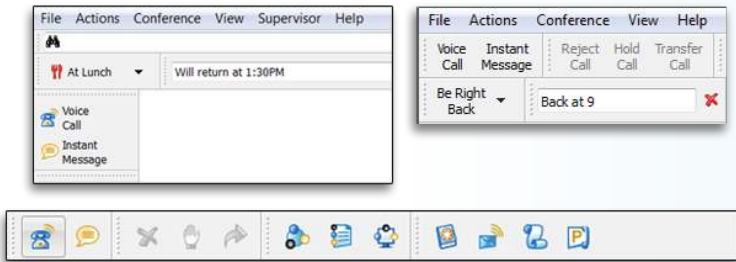 File Actions Conference View Supervisor Help
At Lunch
Will return at 1:30PM
Voice
Call
Instant
Message
File Actions Conference View Help
Voice Instant Reject Hold Transfer
Call Message Call Call Call
Be Right
Back
Back at 9
P